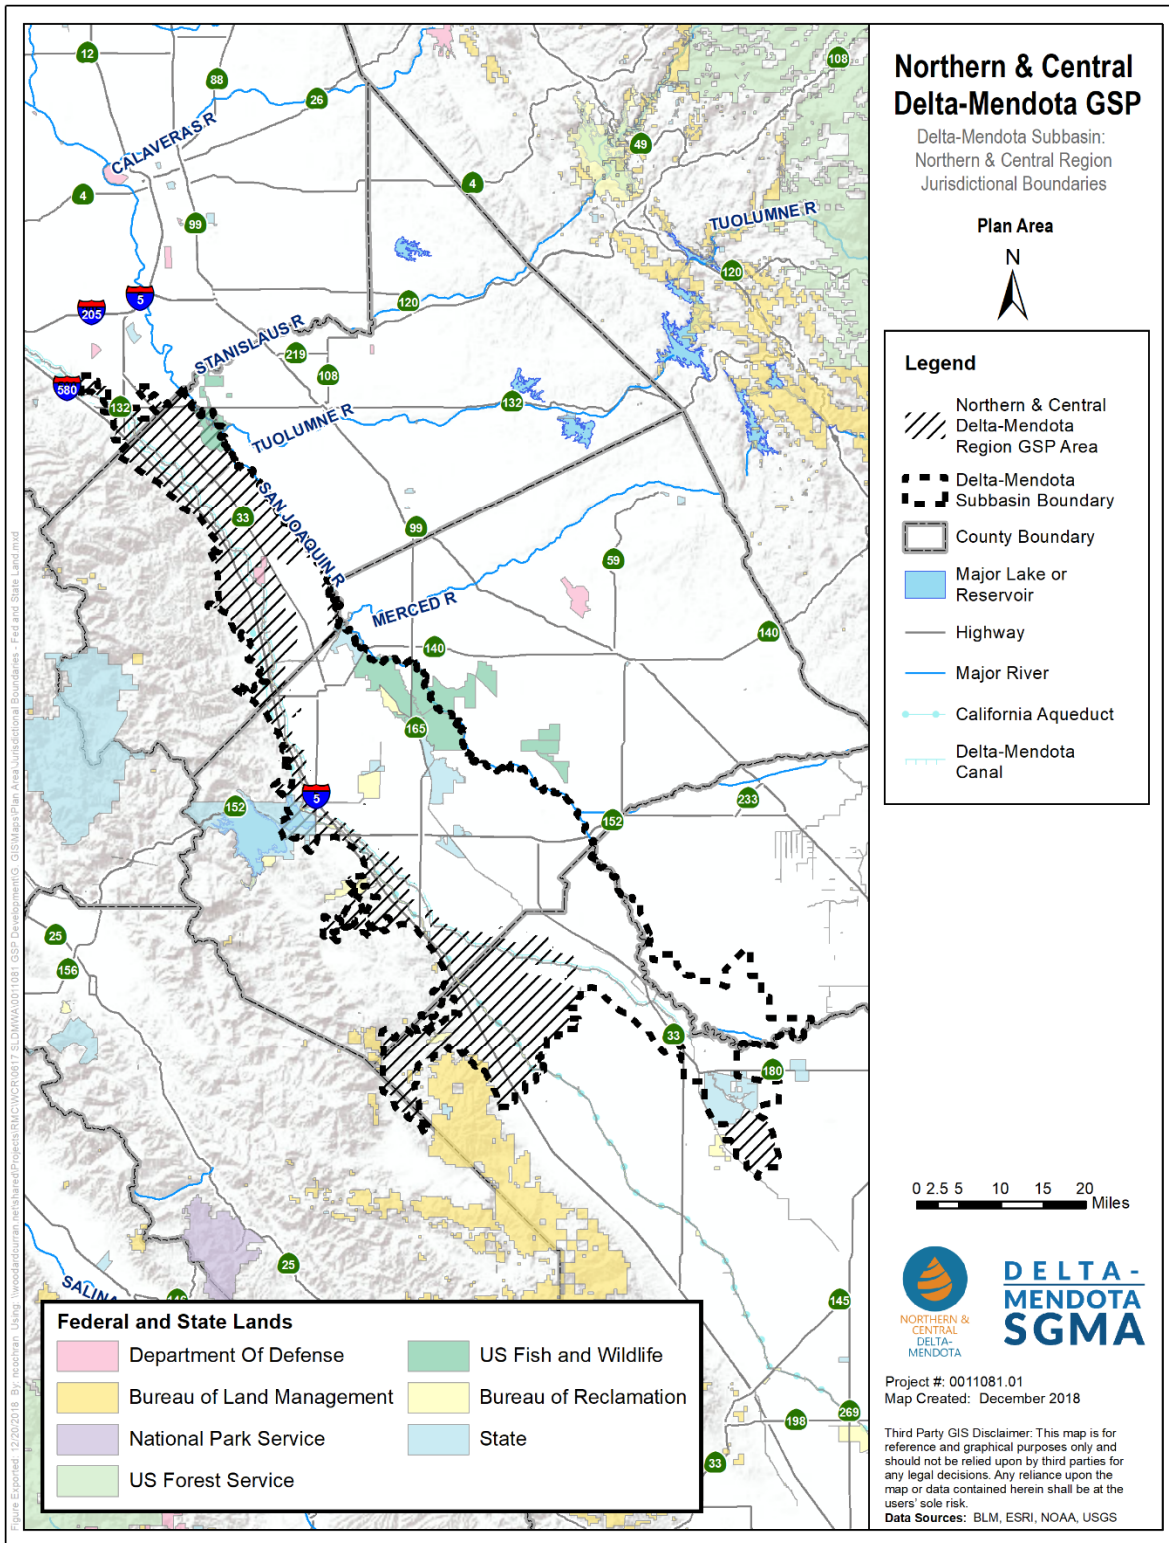 Northern & Central
Delta-Mendota GSP
Delta-Mendota Subbasin:
Northern & Central Region
Jurisdictional Boundaries
Plan Area
N
Legend
Northern & Central
Delta-Mendota
Region GSP Area
Delta-Mendota
Subbasin Boundary
County Boundary
Major Lake or
Reservoir
Highway
Major River
California Aqueduct
Delta-Mendota
Canal
0 2.5 5 10 15 20
Miles
NORTHERN &
CENTRAL
DELTA-
MENDOTA
DELTA-
MENDOTA
SGMA
Project #: 0011081.01
Map Created: December 2018
Third Party GIS Disclaimer: This map is for
reference and graphical purposes only and
should not be relied upon by third parties for
any legal decisions. Any reliance upon the
map or data contained herein shall be at the
users' sole risk.
Data Sources: BLM, ESRI, NOAA, USGS
12
88
26
108
CALAVERAS R
49
4
4
99
TUOLUMNE R
120
5
205
120
STANISLAUS R
219
108
580
132
132
TUOLUMNE R
33
SAN JOAQUIN R
99
59
MERCED R
140
140
165
5
152
233
152
25
156
33
180
25
SALINA
145
269
198
33
Federal and State Lands
Department Of Defense
Bureau of Land Management
National Park Service
US Forest Service
US Fish and Wildlife
Bureau of Reclamation
State